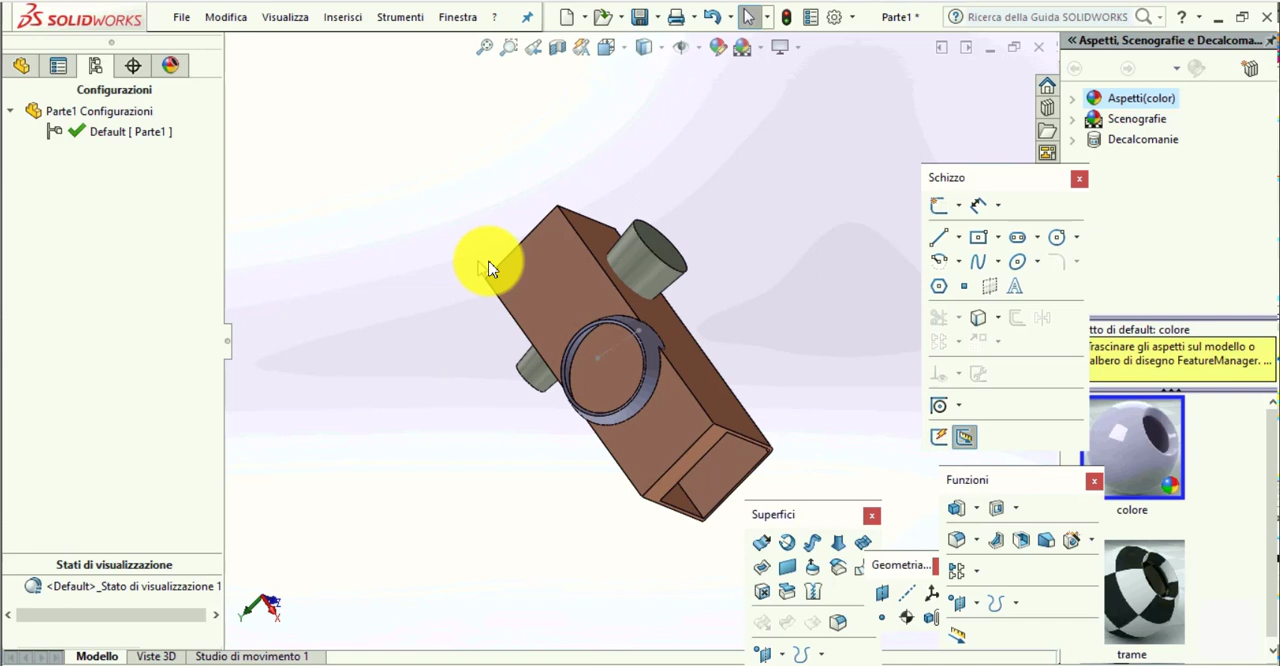 SOLIDWORKS
File Modifica Visualizza Inserisci Strumenti Finestra ?
Parte1 *
Ricerca della Guida SOLIDWORKS
?
Aspetti, Scenografie e Decalcoma...
Configurazioni
Parte1 Configurazioni
Default [ Parte1 ]
Aspetti(color)
Scenografie
Decalcomanie
Schizzo
tto di default: colore
Trascinare gli aspetti sul modello o
albero di disegno FeatureManager. ...
colore
Funzioni
Superfici
Geometria...
trame
Stati di visualizzazione
<Default>_Stato di visualizzazione 1
Z
Y
X
Modello Vista 3D Studio di movimento 1